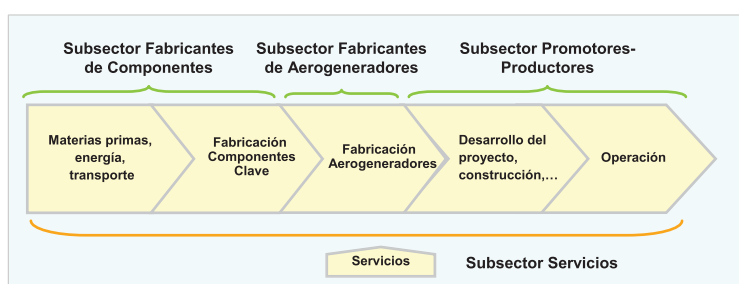 Subsector Fabricantes
de Componentes
Subsector Fabricantes
de Aerogeneradores
Subsector Promotores-
Productores
Materias primas,
energía,
transporte
Fabricación
Componentes
Clave
Fabricación
Aerogeneradores
Desarrollo del
proyecto,
construcción,...
Operación
Servicios
Subsector Servicios